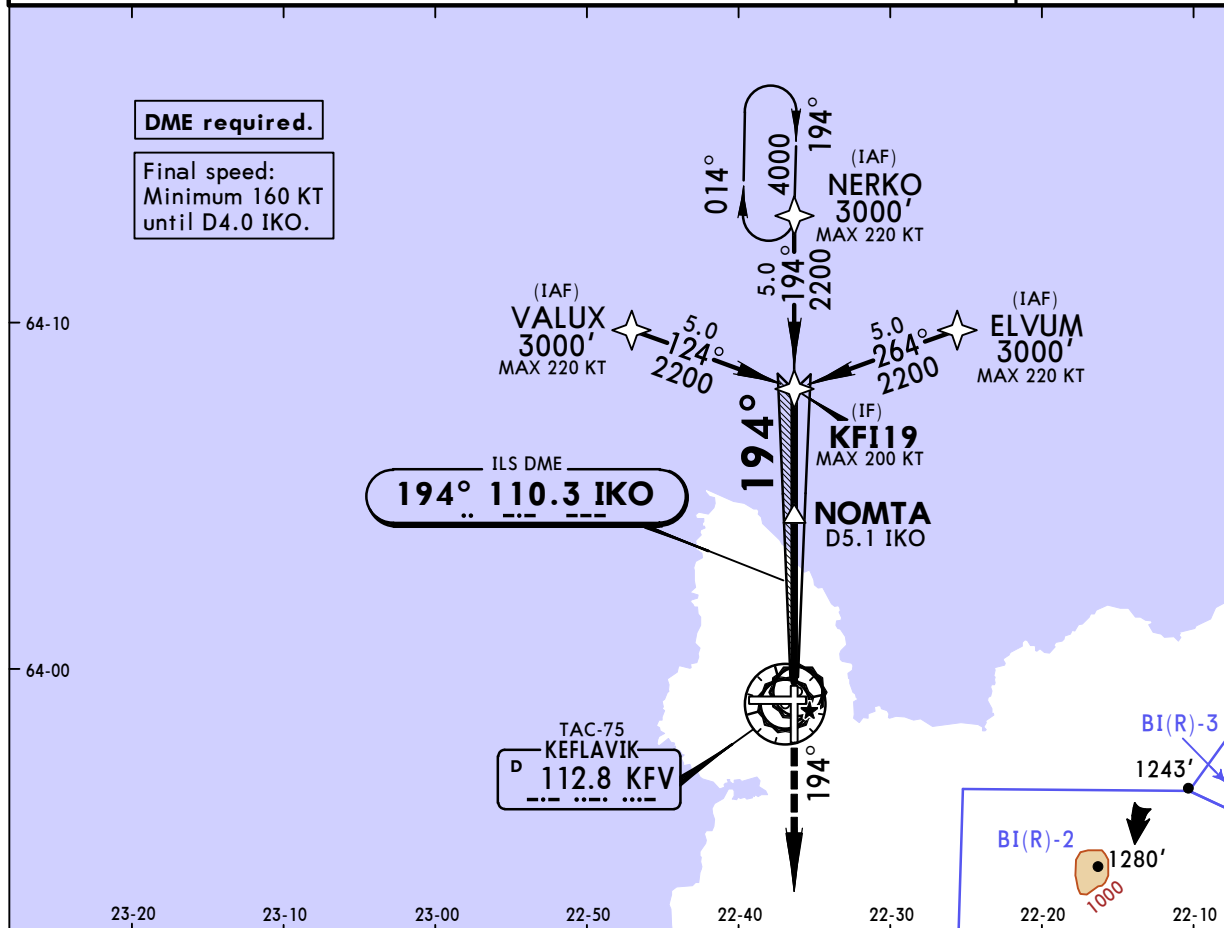 DME required.
Final speed:
Minimum 160 KT
until D4.0 IKO.
014°
4000
194°
(IAF)
NERKO
3000'
MAX 220 KT
5.0
194°
2200
(IAF)
VALUX
3000'
MAX 220 KT
5.0
124°
2200
5.0
264°
2200
(IAF)
ELVUM
3000'
MAX 220 KT
64-10
194°
(IF)
KFI19
MAX 200 KT
ILS DME
194° 110.3 IKO
NOMTA
D5.1 IKO
64-00
TAC-75
KEFLAVIK
D 112.8 KFV
194°
BI(R)-3
1243'
BI(R)-2
1280'
1000
23-20
23-10
23-00
22-50
22-40
22-30
22-20
22-10